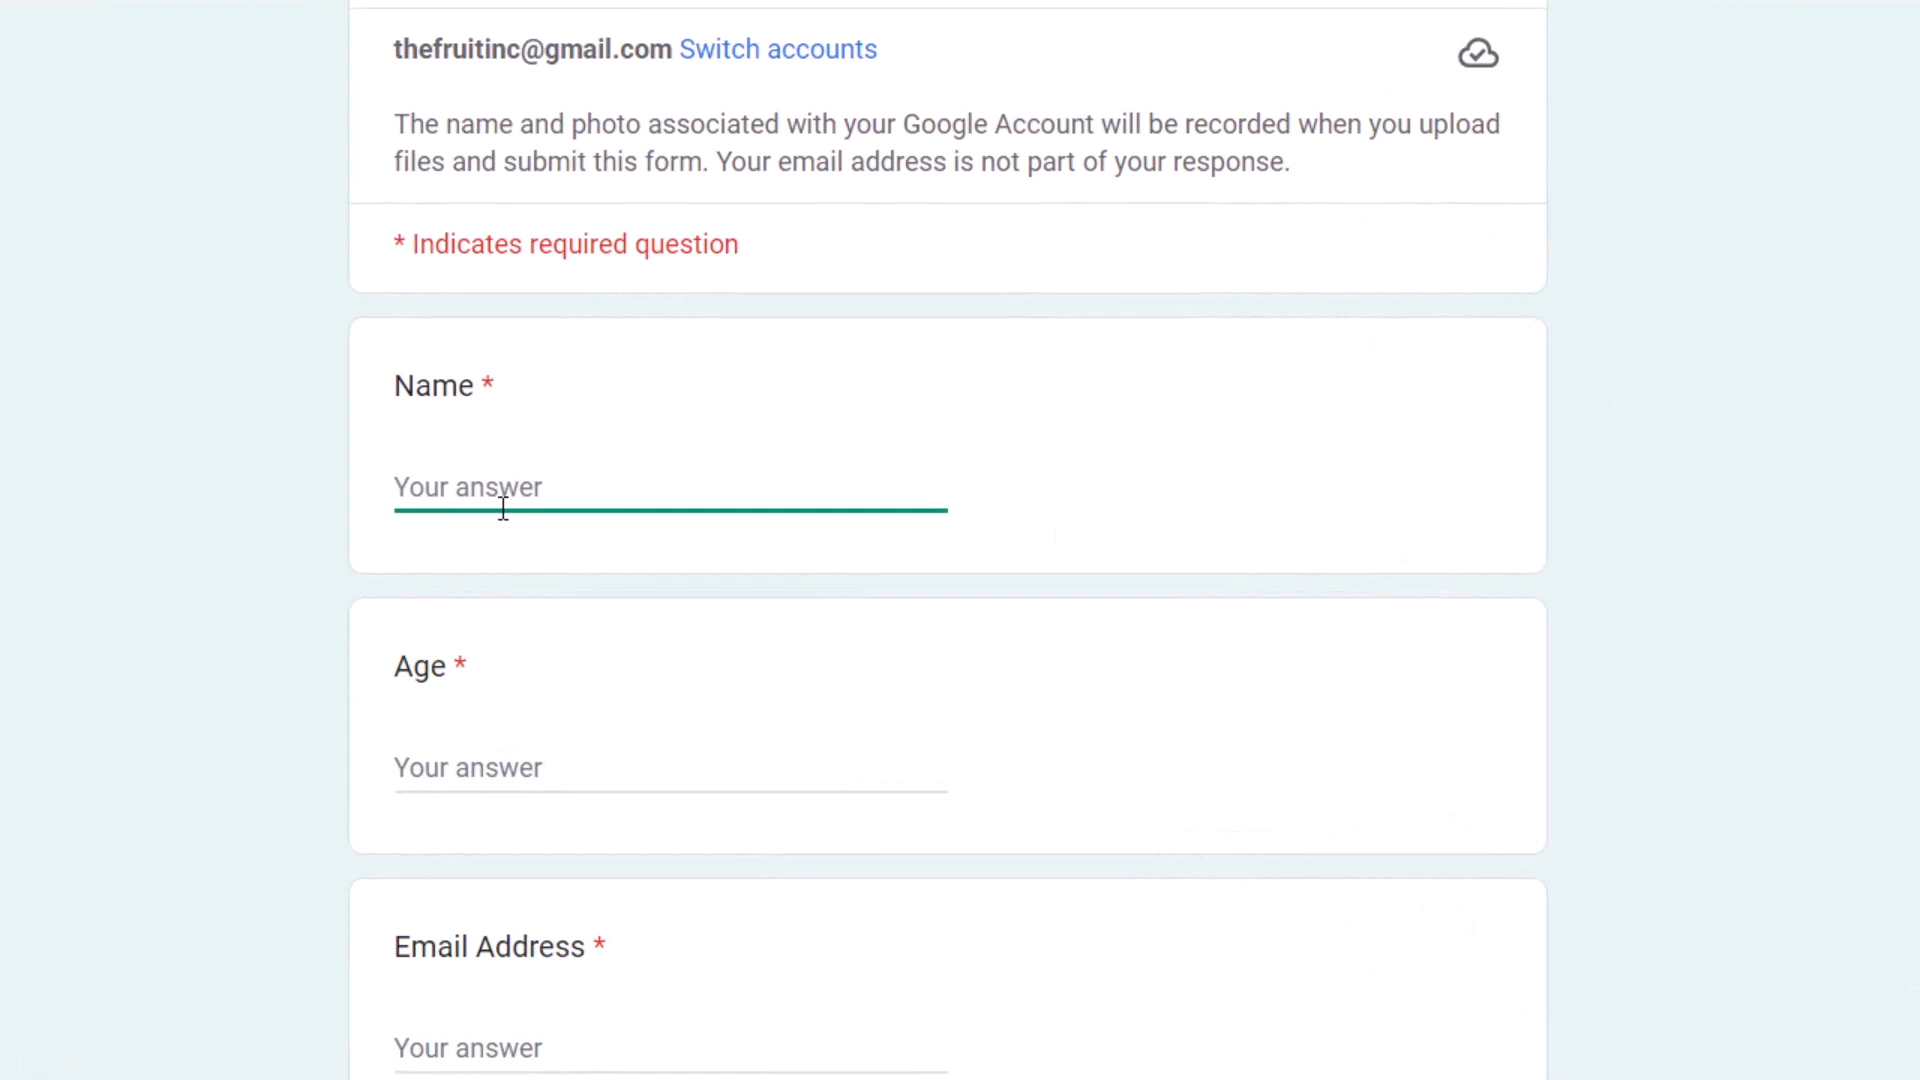 thefruitinc@gmail.com Switch accounts
The name and photo associated with your Google Account will be recorded when you upload
files and submit this form. Your email address is not part of your response.
* Indicates required question
Name *
Your answer
Age *
Your answer
Email Address *
Your answer